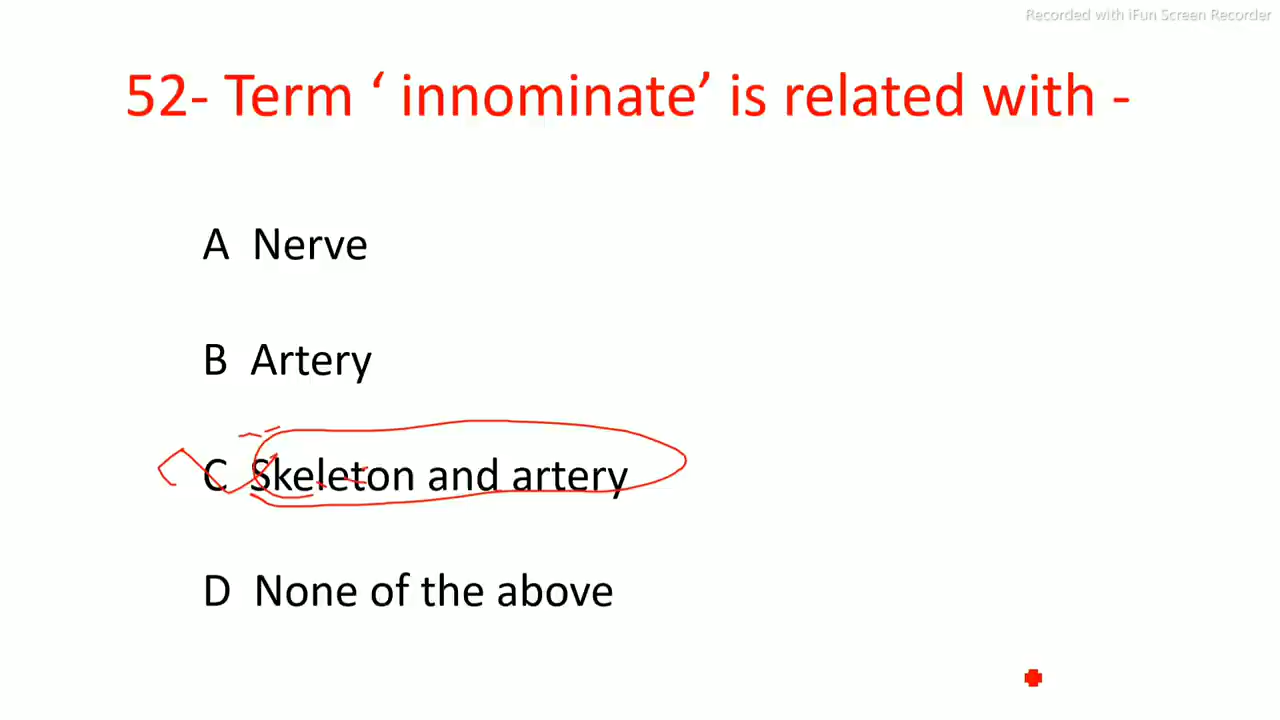 Recorded with iFun Screen Recorder
52- Term ‘ innominate’ is related with -
A Nerve
B Artery
C Skeleton and artery
D None of the above